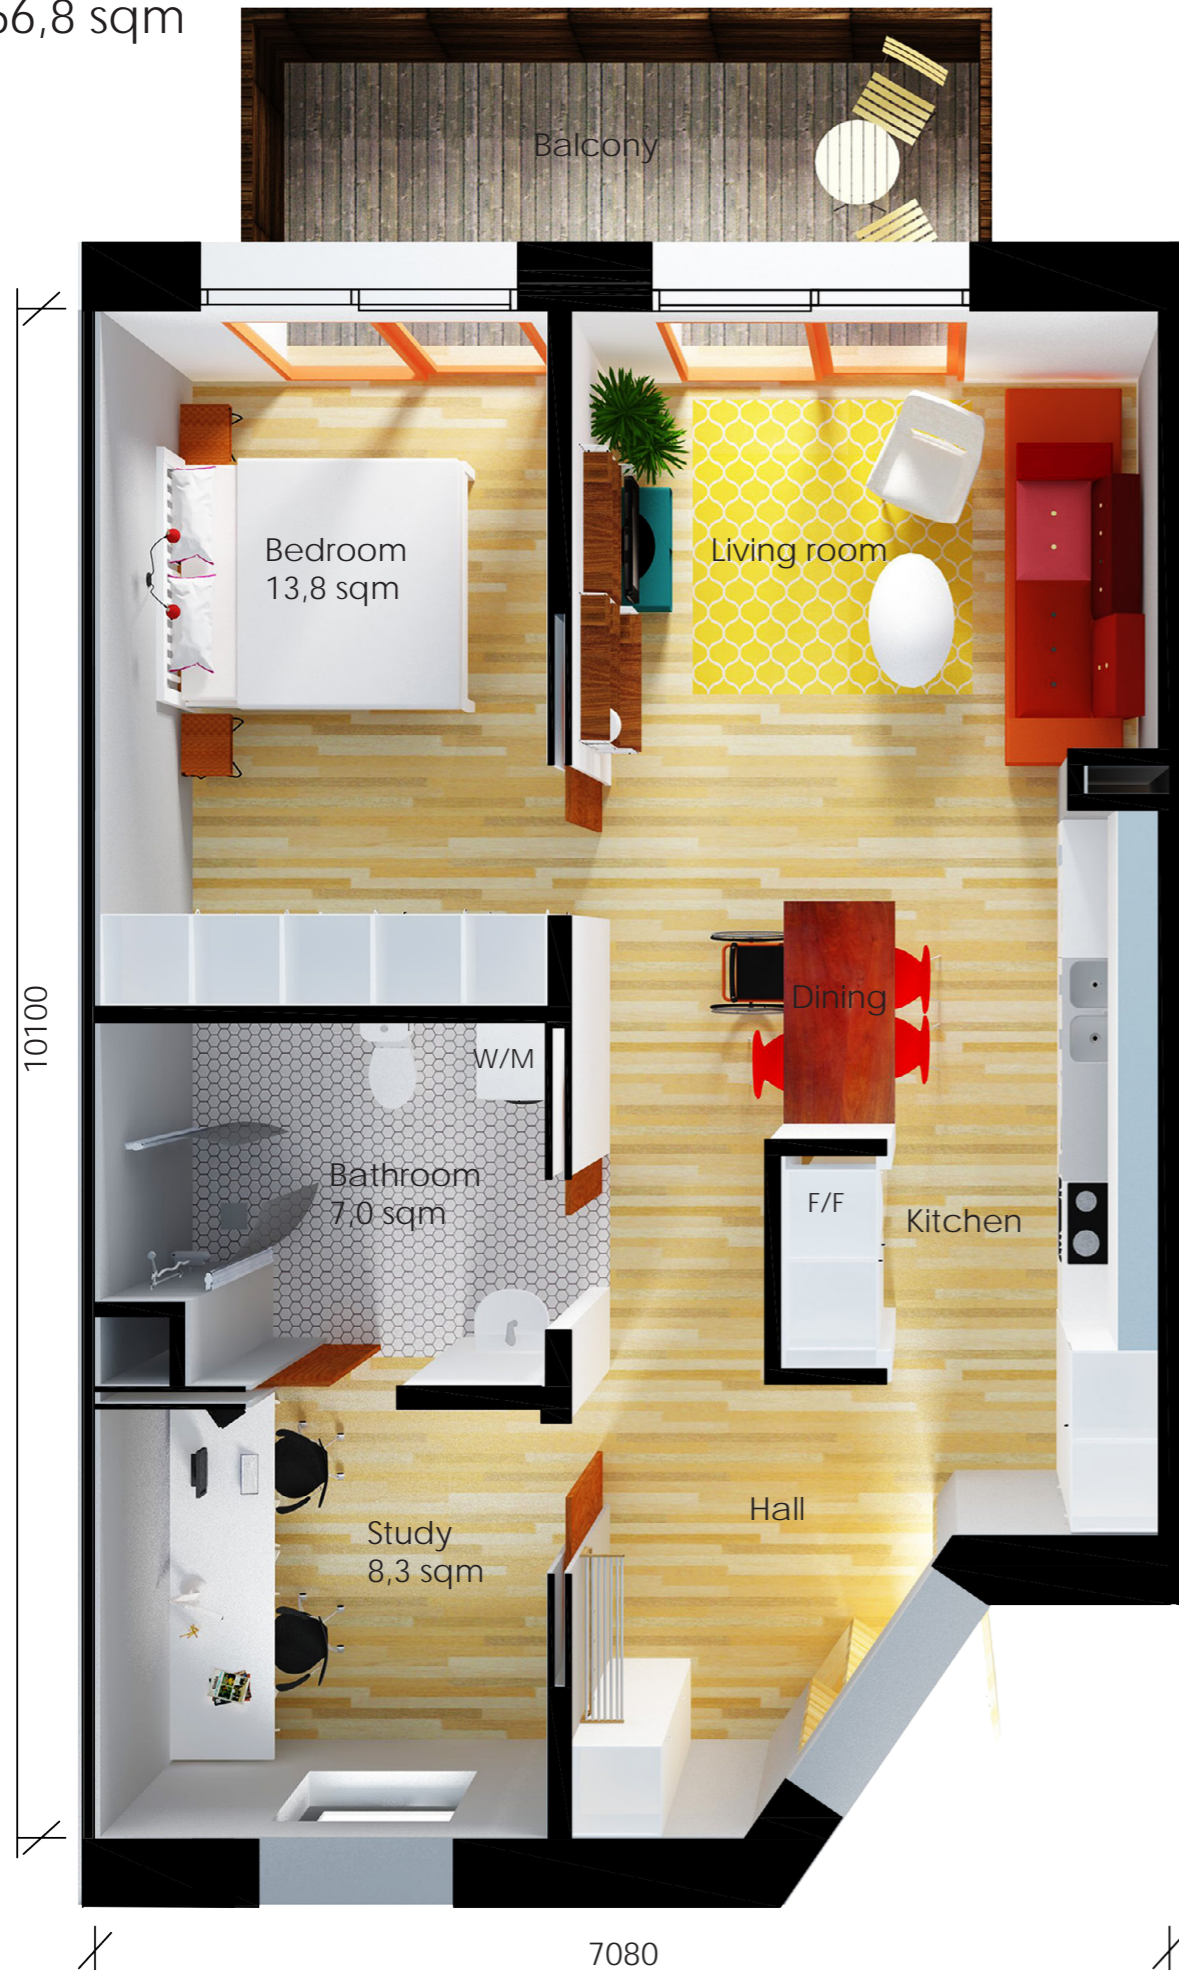 66,8 sqm
Balcony
Bedroom
13,8 sqm
Living room
10100
Dining
W/M
Bathroom
7,0 sqm
F/F
Kitchen
Hall
Study
8,3 sqm
7080